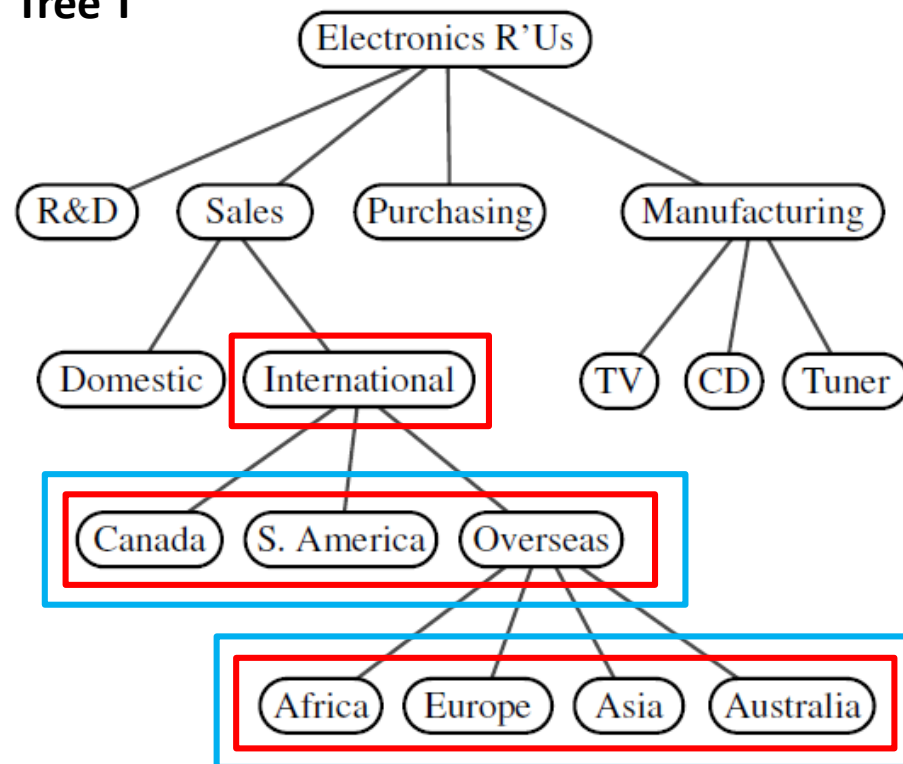 Tree 1
Electronics R'Us
R&D Sales Purchasing Manufacturing
Domestic International TV CD Tuner
Canada S. America Overseas
Africa Europe Asia Australia